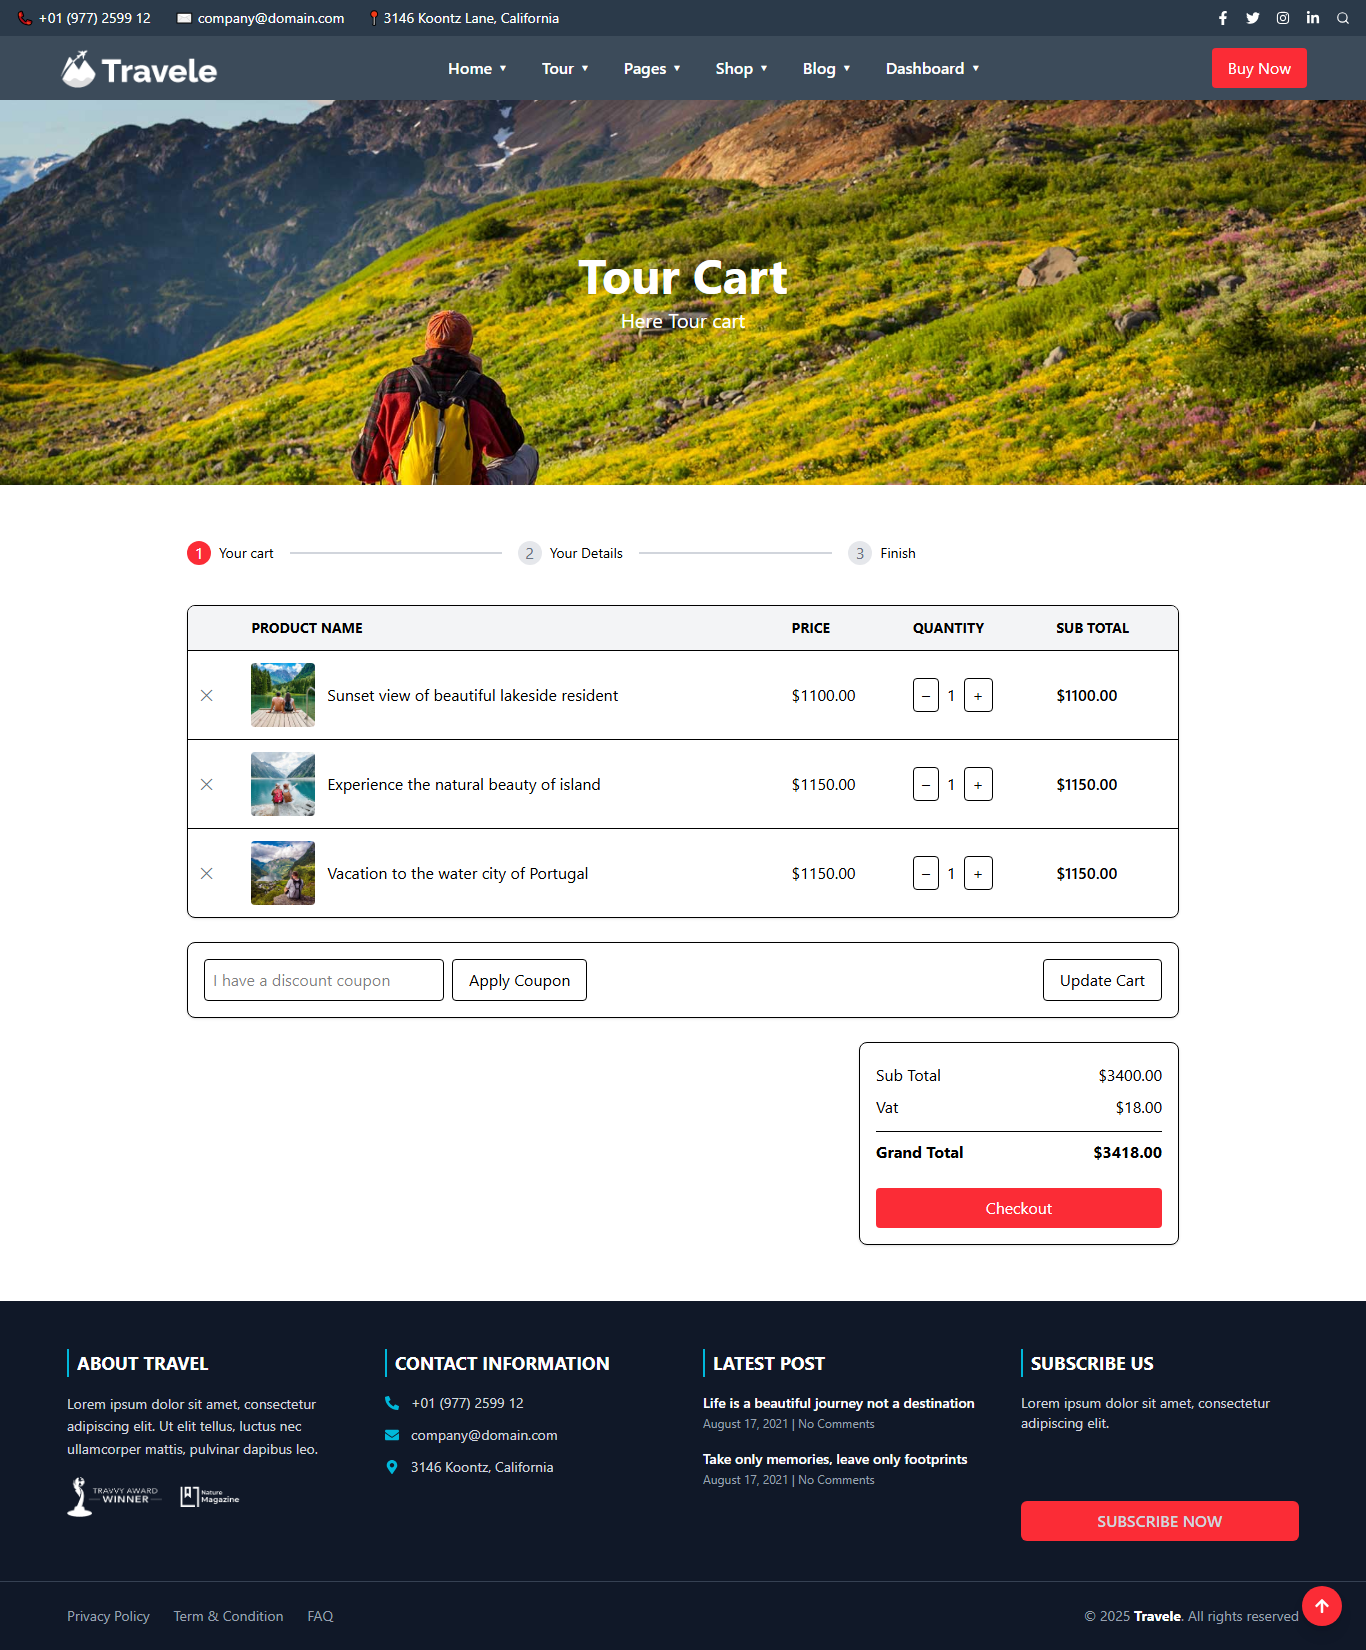 +01 (977) 2599 12 company@domain.com 3146 Koontz Lane, California
Travele Home Tour Pages Shop Blog Dashboard Buy Now
Tour Cart
Here Tour cart
1 Your cart 2 Your Details 3 Finish
PRODUCT NAME PRICE QUANTITY SUB TOTAL
Sunset view of beautiful lakeside resident $1100.00 − 1 + $1100.00
Experience the natural beauty of island $1150.00 − 1 + $1150.00
Vacation to the water city of Portugal $1150.00 − 1 + $1150.00
I have a discount coupon Apply Coupon Update Cart
Sub Total $3400.00
Vat $18.00
Grand Total $3418.00
Checkout
ABOUT TRAVEL
Lorem ipsum dolor sit amet, consectetur
adipiscing elit. Ut elit tellus, luctus nec
ullamcorper mattis, pulvinar dapibus leo.
TRAVVY AWARD
WINNER
Nature
Magazine
CONTACT INFORMATION
+01 (977) 2599 12
company@domain.com
3146 Koontz, California
LATEST POST
Life is a beautiful journey not a destination
August 17, 2021 | No Comments
Take only memories, leave only footprints
August 17, 2021 | No Comments
SUBSCRIBE US
Lorem ipsum dolor sit amet, consectetur
adipiscing elit.
SUBSCRIBE NOW
Privacy Policy Term & Condition FAQ © 2025 Travele. All rights reserved